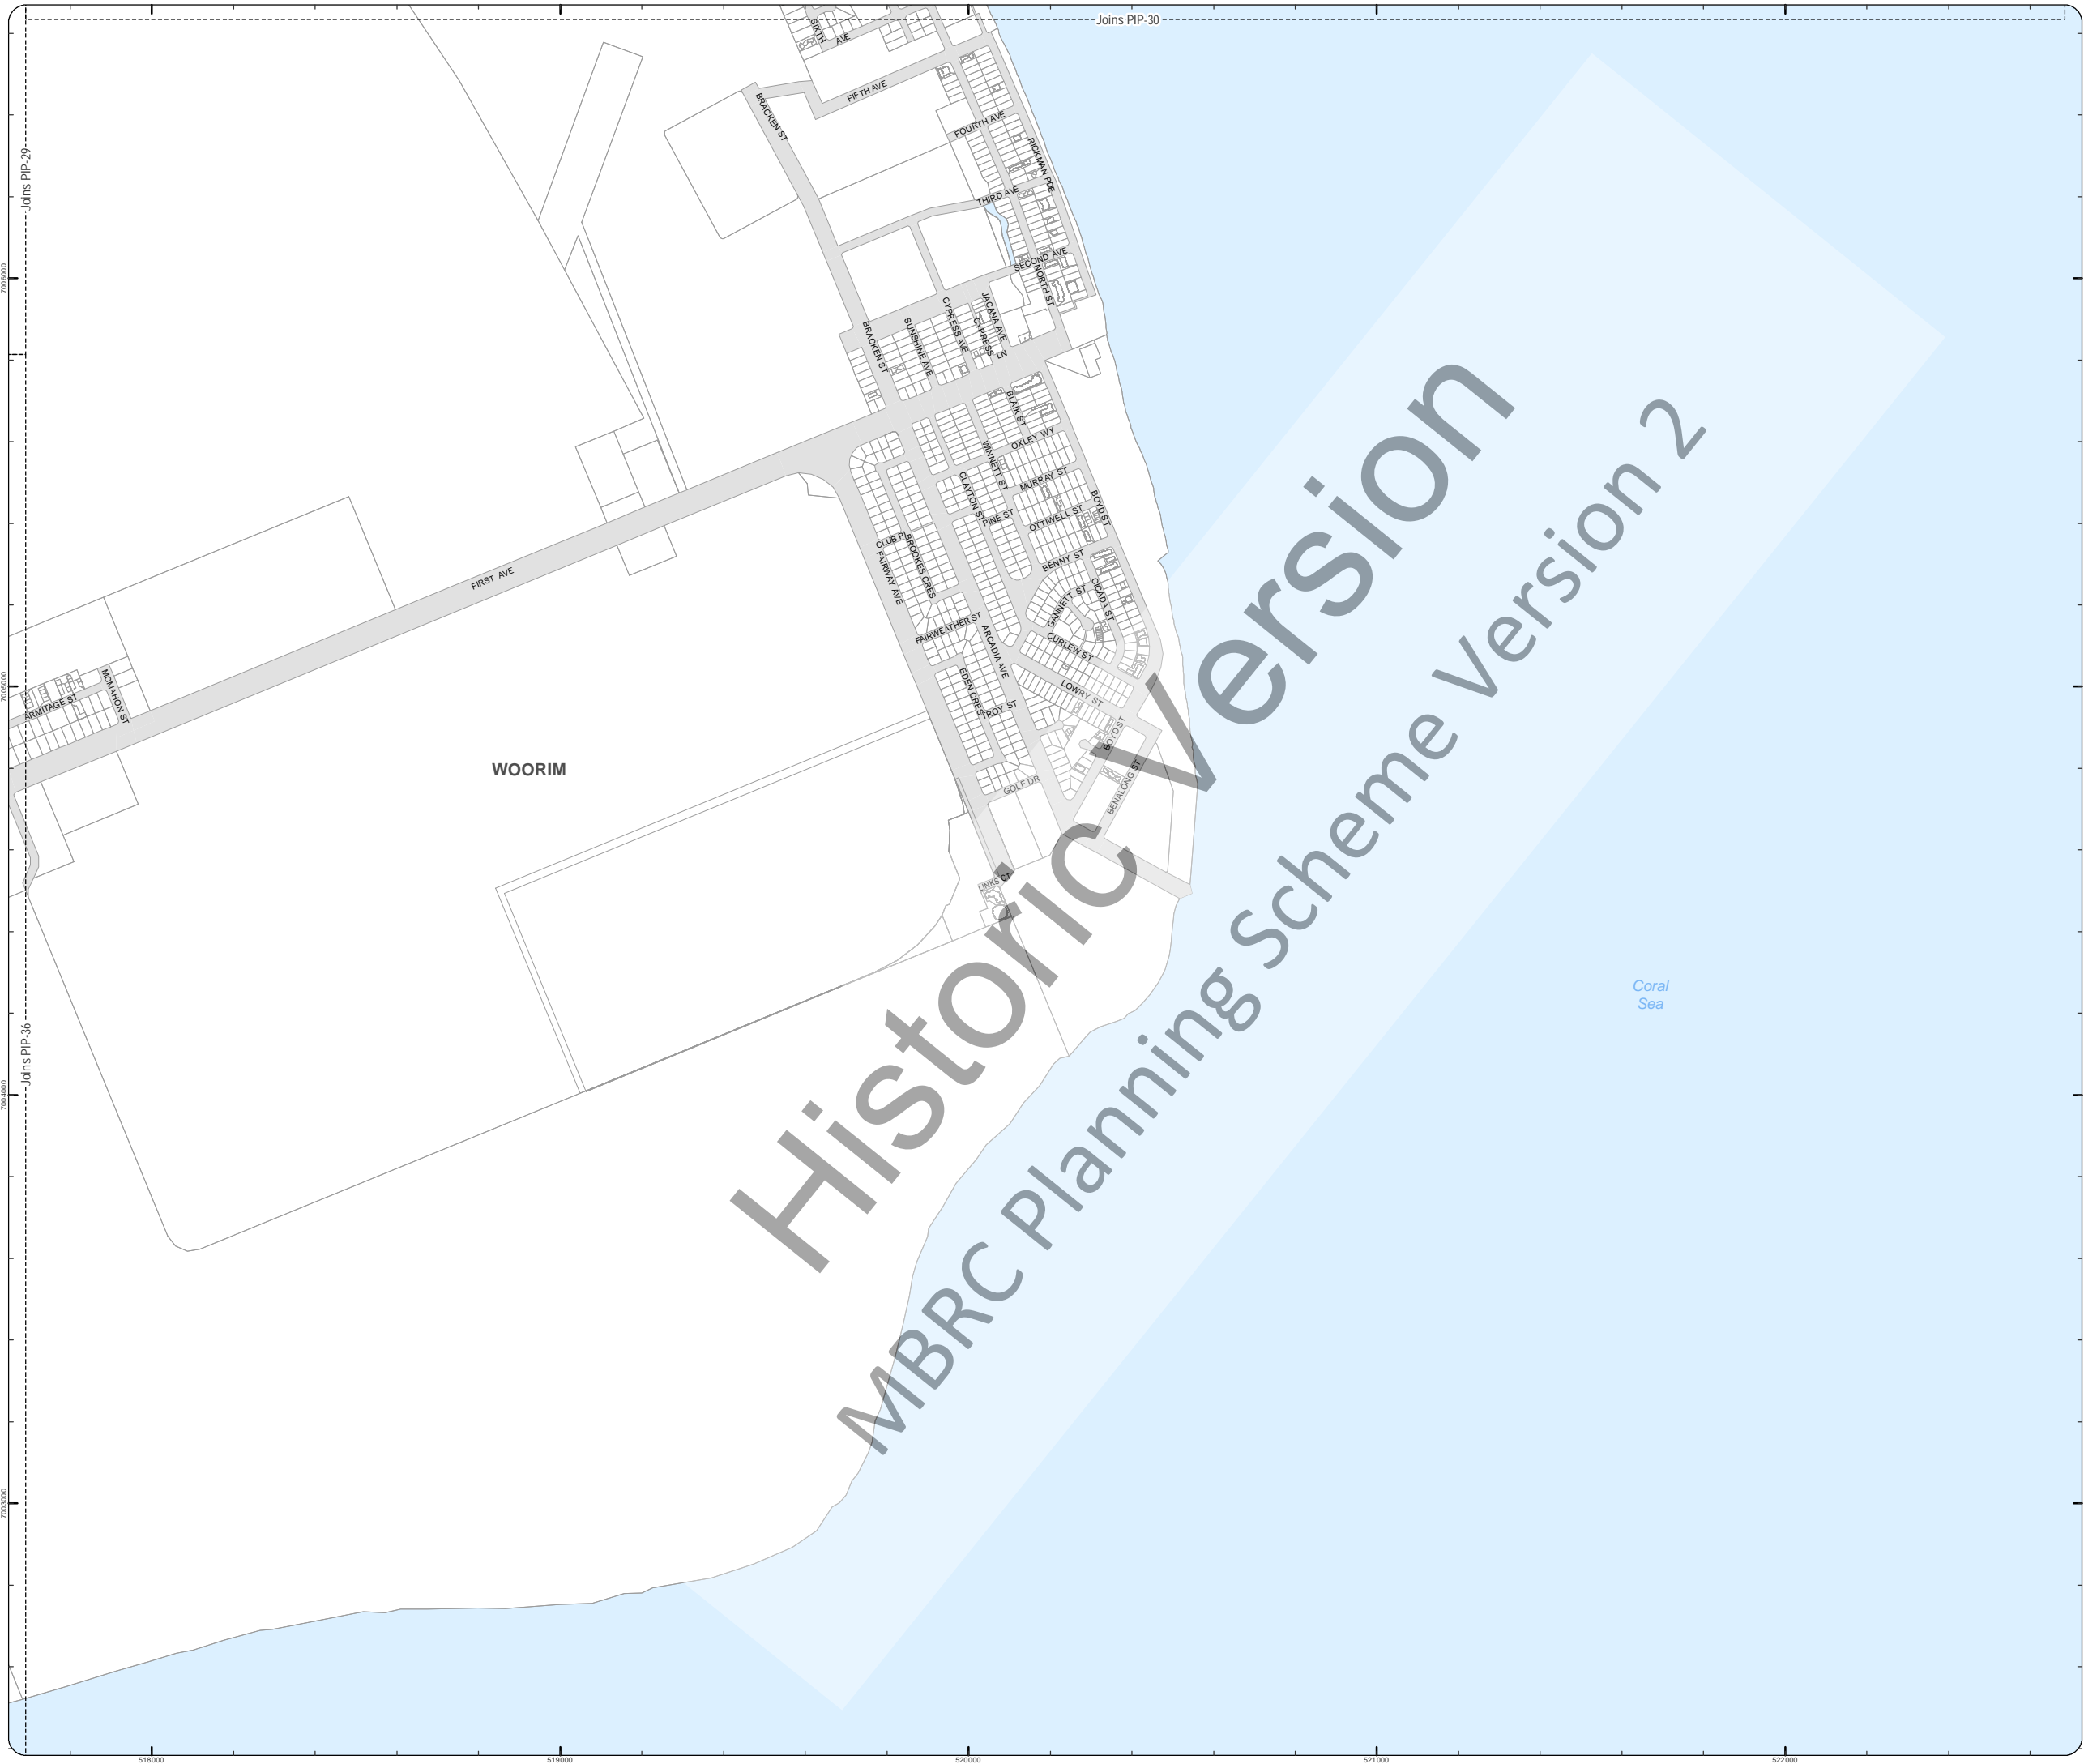 Joins PIP-30
SIXTH
AVE
FIFTH AVE
BRACKEN ST
FOURTH AVE
RICKMAN PDE
Joins PIP-29
THIRD AVE
SECOND AVE
NORTH ST
7006000
JACANA AVE
CYPRESS AVE
CYPRESS
LN
SUNSHINE AVE
BRACKEN ST
BLAIK ST
OXLEY WY
WINNETT ST
MURRAY ST
CLAYTON ST
PINE ST
BOYD ST
OTTIWELL ST
CLUB PL
BROOKES CRES
FAIRWAY AVE
BENNY ST
FIRST AVE
CICADA ST
GANNETT ST
FAIRWEATHER ST
ARCADIA AVE
CURLEW ST
7005000
MCMAHON ST
ARMITAGE ST
EDEN CRES
LOWRY ST
TROY ST
BOYD ST
WOORIM
GOLF DR
BENALONG ST
LINKS CT
Coral
Sea
Joins PIP-36
7004000
7003000
Historic Version
MBRC Planning Scheme Version 2
518000
519000
520000
521000
522000